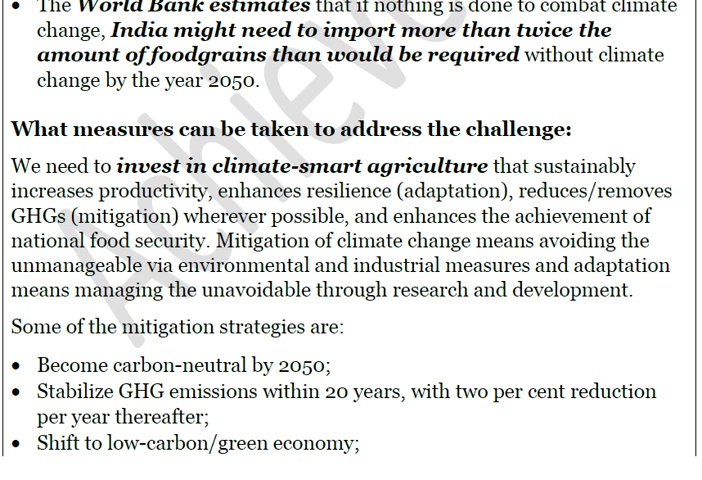 • The World Bank estimates that if nothing is done to combat climate
change, India might need to import more than twice the
amount of foodgrains than would be required without climate
change by the year 2050.
What measures can be taken to address the challenge:
We need to invest in climate-smart agriculture that sustainably
increases productivity, enhances resilience (adaptation), reduces/removes
GHGs (mitigation) wherever possible, and enhances the achievement of
national food security. Mitigation of climate change means avoiding the
unmanageable via environmental and industrial measures and adaptation
means managing the unavoidable through research and development.
Some of the mitigation strategies are:
• Become carbon-neutral by 2050;
• Stabilize GHG emissions within 20 years, with two per cent reduction
per year thereafter;
• Shift to low-carbon/green economy;
Achieve